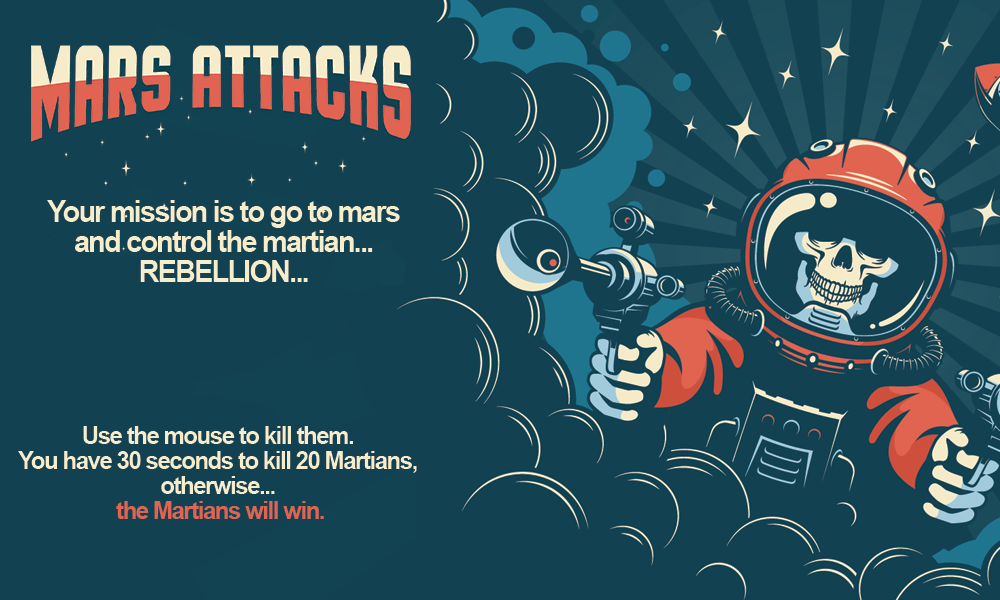 MARS ATTACKS
Your mission is to go to mars
and control the martian...
REBELLION...
Use the mouse to kill them.
You have 30 seconds to kill 20 Martians,
otherwise...
the Martians will win.